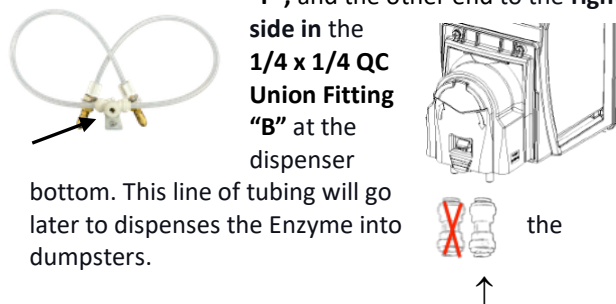 and the other end to the righ
side in the
1/4 x 1/4 QC
Union Fitting
“B” at the
dispenser
bottom. This line of tubing will go
later to dispenses the Enzyme into the
dumpsters.